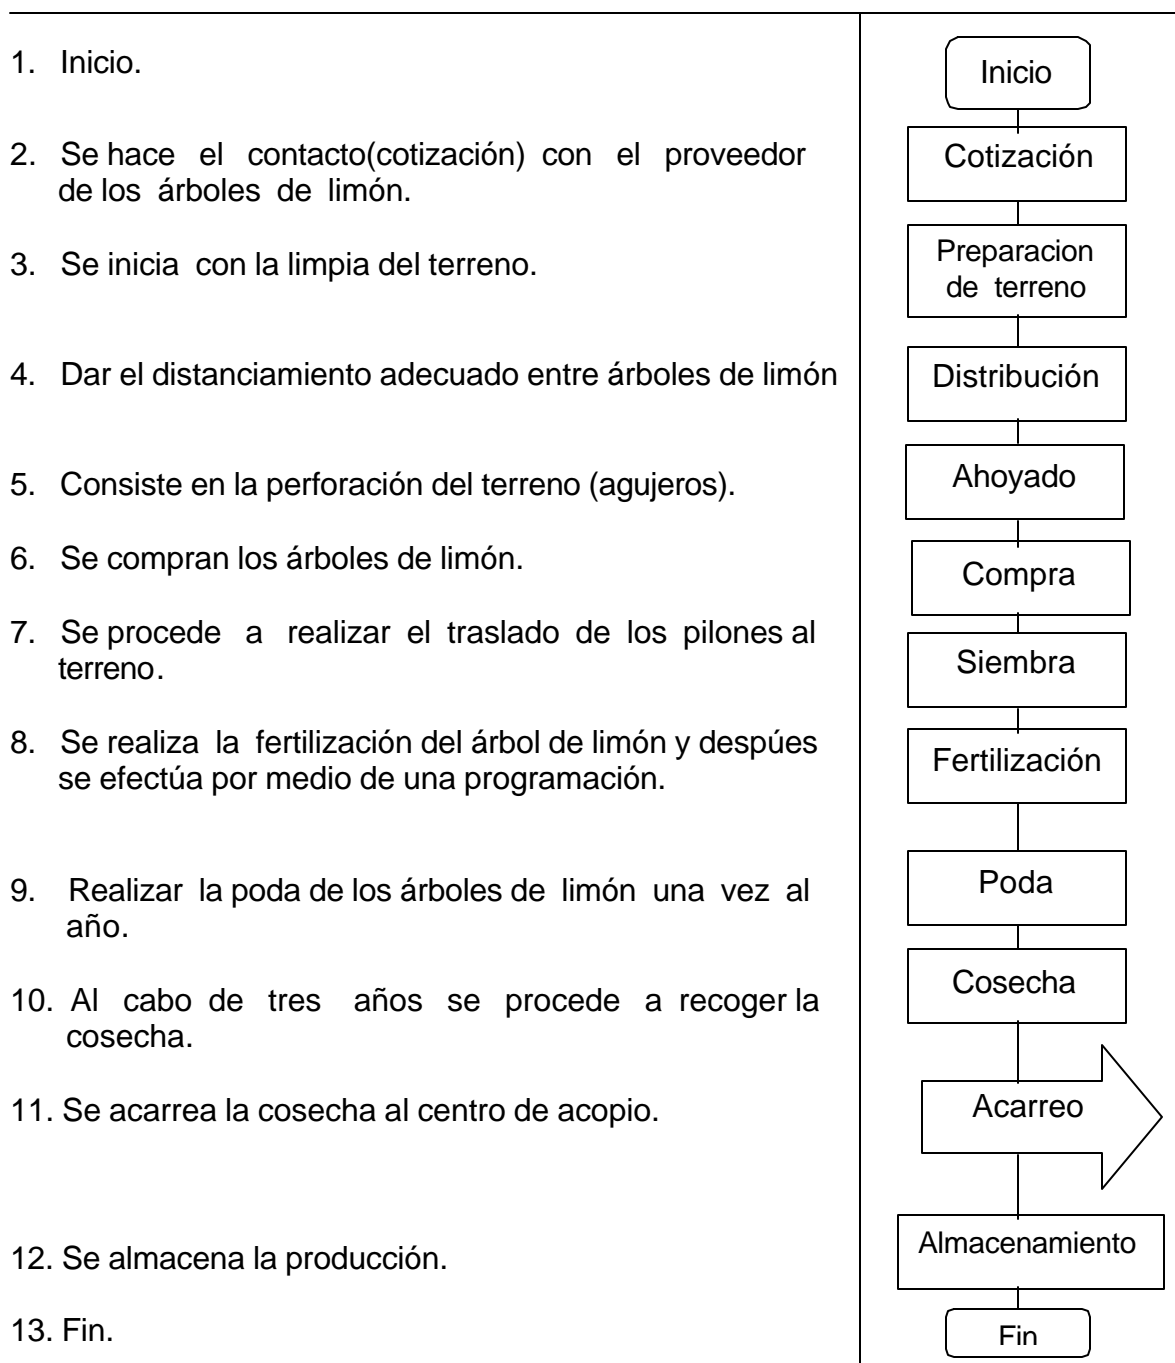 1. Inicio.
2. Se hace el contacto(cotización) con el proveedor
de los árboles de limón.
3. Se inicia con la limpia del terreno.
4. Dar el distanciamiento adecuado entre árboles de limón
5. Consiste en la perforación del terreno (agujeros).
6. Se compran los árboles de limón.
7. Se procede a realizar el traslado de los pilones al
terreno.
8. Se realiza la fertilización del árbol de limón y despúes
se efectúa por medio de una programación.
9. Realizar la poda de los árboles de limón una vez al
año.
10. Al cabo de tres años se procede a recoger la
cosecha.
11. Se acarrea la cosecha al centro de acopio.
12. Se almacena la producción.
13. Fin.
Inicio
Cotización
Preparacion
de terreno
Distribución
Ahoyado
Compra
Siembra
Fertilización
Poda
Cosecha
Acarreo
Almacenamiento
Fin